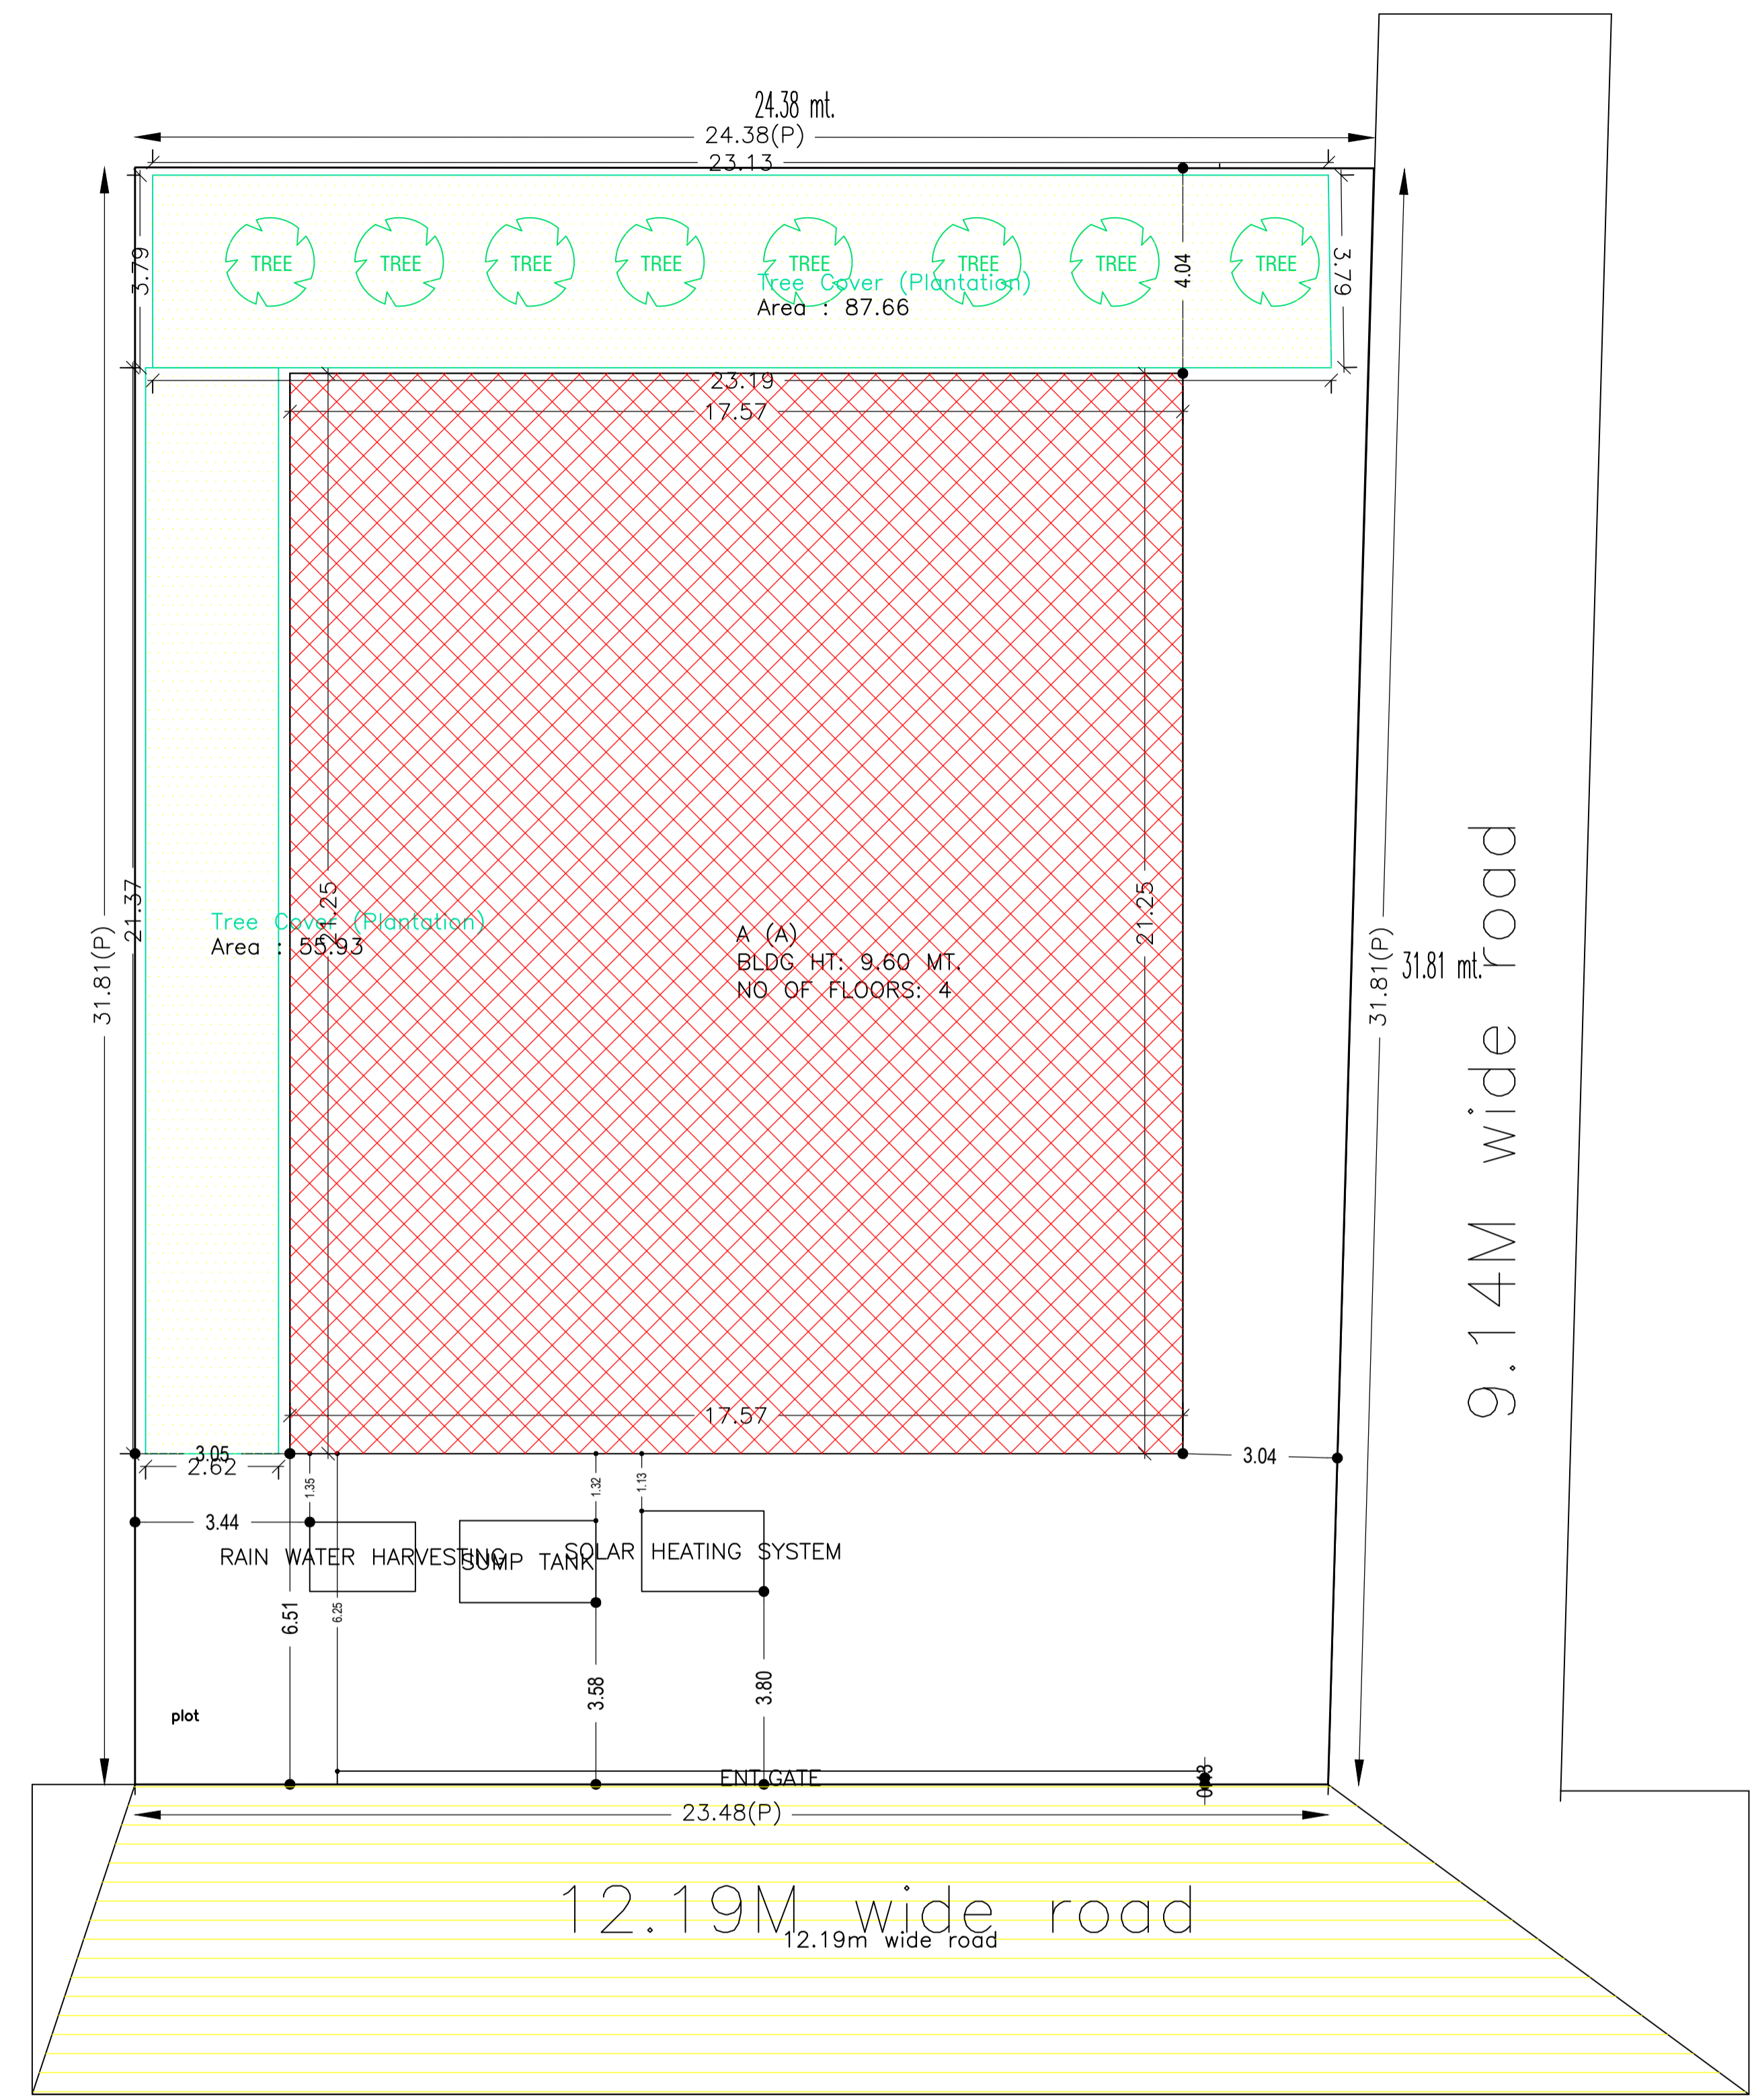 24.38 mt.
24.38(P)
23.13
3.79
TREE
TREE
TREE
TREE
TREE
TREE
TREE
TREE
4.04
3.79
Tree Cover (Plantation)
Area : 87.66
23.19
17.57
21.37
31.81(P)
21.25
Tree Cover (Plantation)
Area : 55.93
A (A)
BLDG HT: 9.60 MT.
NO OF FLOORS: 4
21.25
31.81(P)
31.81 mt.
9.14M wide road
17.57
3.05
2.62
3.04
1.35
1.32
1.13
3.44
RAIN WATER HARVESTING
SUMP TANK
SOLAR HEATING SYSTEM
6.51
6.25
3.58
3.80
plot
ENT.GATE
23.48(P)
12.19M wide road
12.19m wide road